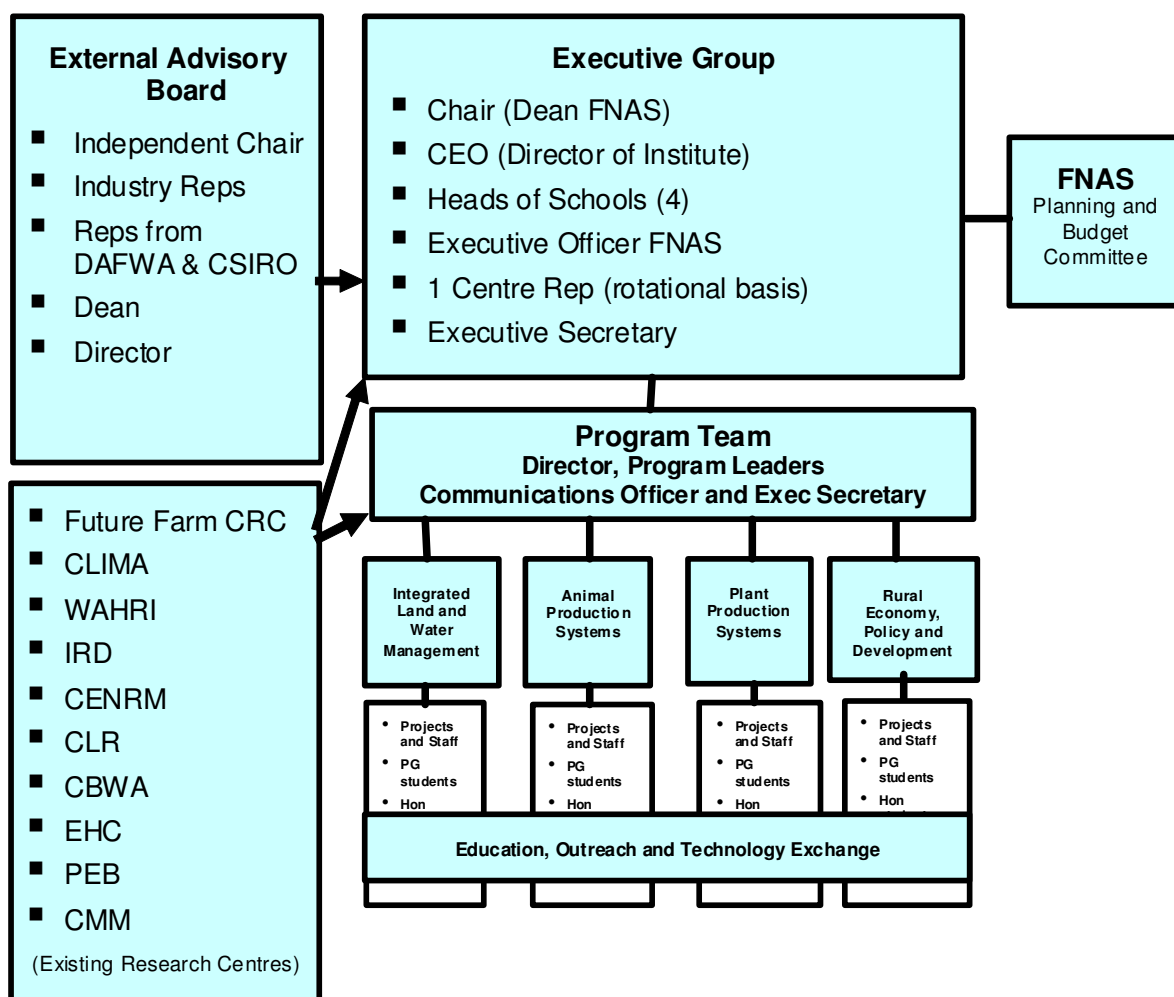 External Advisory
Board
▪ Independent Chair
▪ Industry Reps
▪ Reps from
DAFWA & CSIRO
▪ Dean
▪ Director
Executive Group
▪ Chair (Dean FNAS)
▪ CEO (Director of Institute)
▪ Heads of Schools (4)
▪ Executive Officer FNAS
▪ 1 Centre Rep (rotational basis)
▪ Executive Secretary
FNAS
Planning and
Budget
Committee
Program Team
Director, Program Leaders
Communications Officer and Exec Secretary
▪ Future Farm CRC
▪ CLIMA
▪ WAHRI
▪ IRD
▪ CENRM
▪ CLR
▪ CBWA
▪ EHC
▪ PEB
▪ CMM
(Existing Research Centres)
Integrated
Land and
Water
Management
Animal
Production
Systems
Plant
Production
Systems
Rural
Economy,
Policy and
Development
• Projects
and Staff
• PG
students
• Hon
• Projects
and Staff
• PG
students
• Hon
• Projects
and Staff
• PG
students
• Hon
• Projects
and Staff
• PG
students
• Hon
Education, Outreach and Technology Exchange